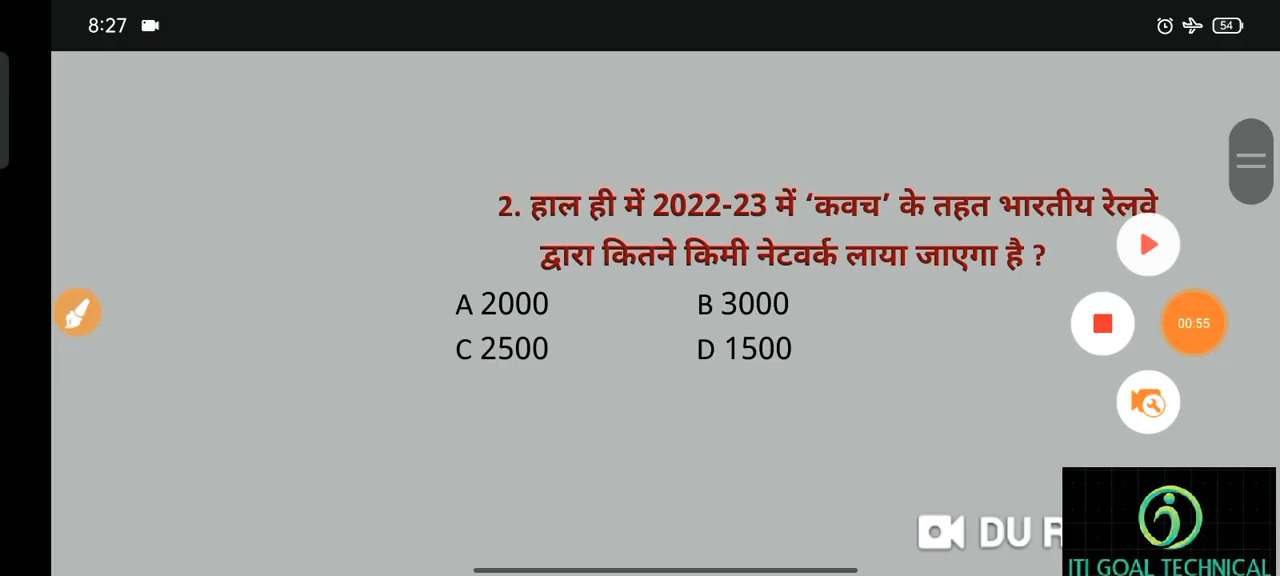 8:27
54
2. हाल ही में 2022-23 में ‘कवच’ के तहत भारतीय रेलवे
द्वारा कितने किमी नेटवर्क लाया जाएगा है ?
A 2000 B 3000
C 2500 D 1500
00:55
DU
ITI GOAL TECHNICAL